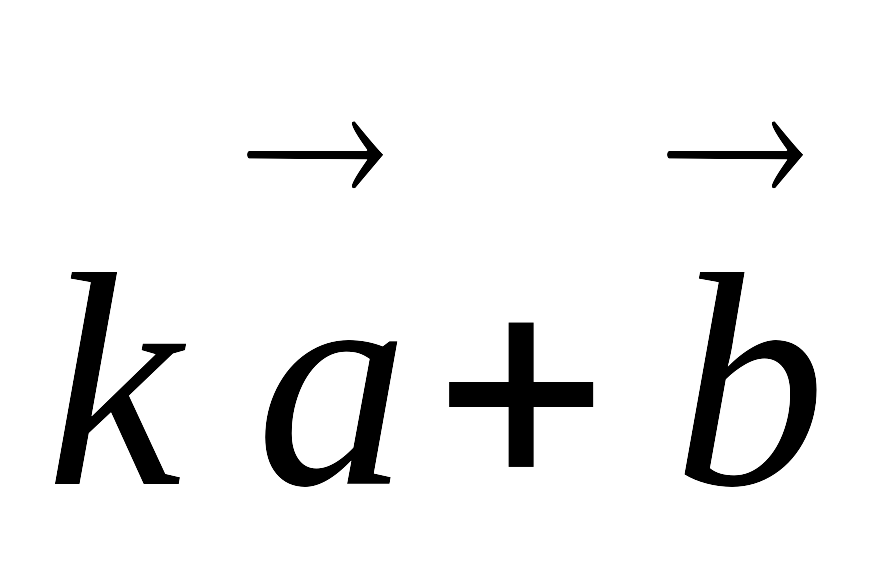 k a⃗ + b⃗